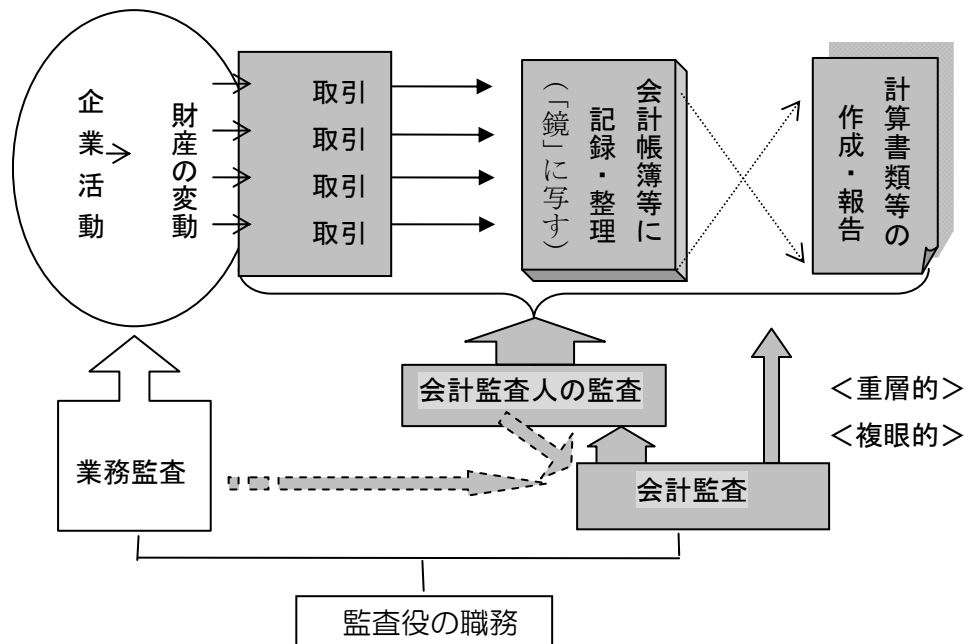 企業活動
財産の変動
取引
取引
取引
取引
会計帳簿等に
記録・整理
(「鏡」に写す)
計算書類等の
作成・報告
会計監査人の監査
<重層的>
<複眼的>
業務監査
会計監査
監査役の職務